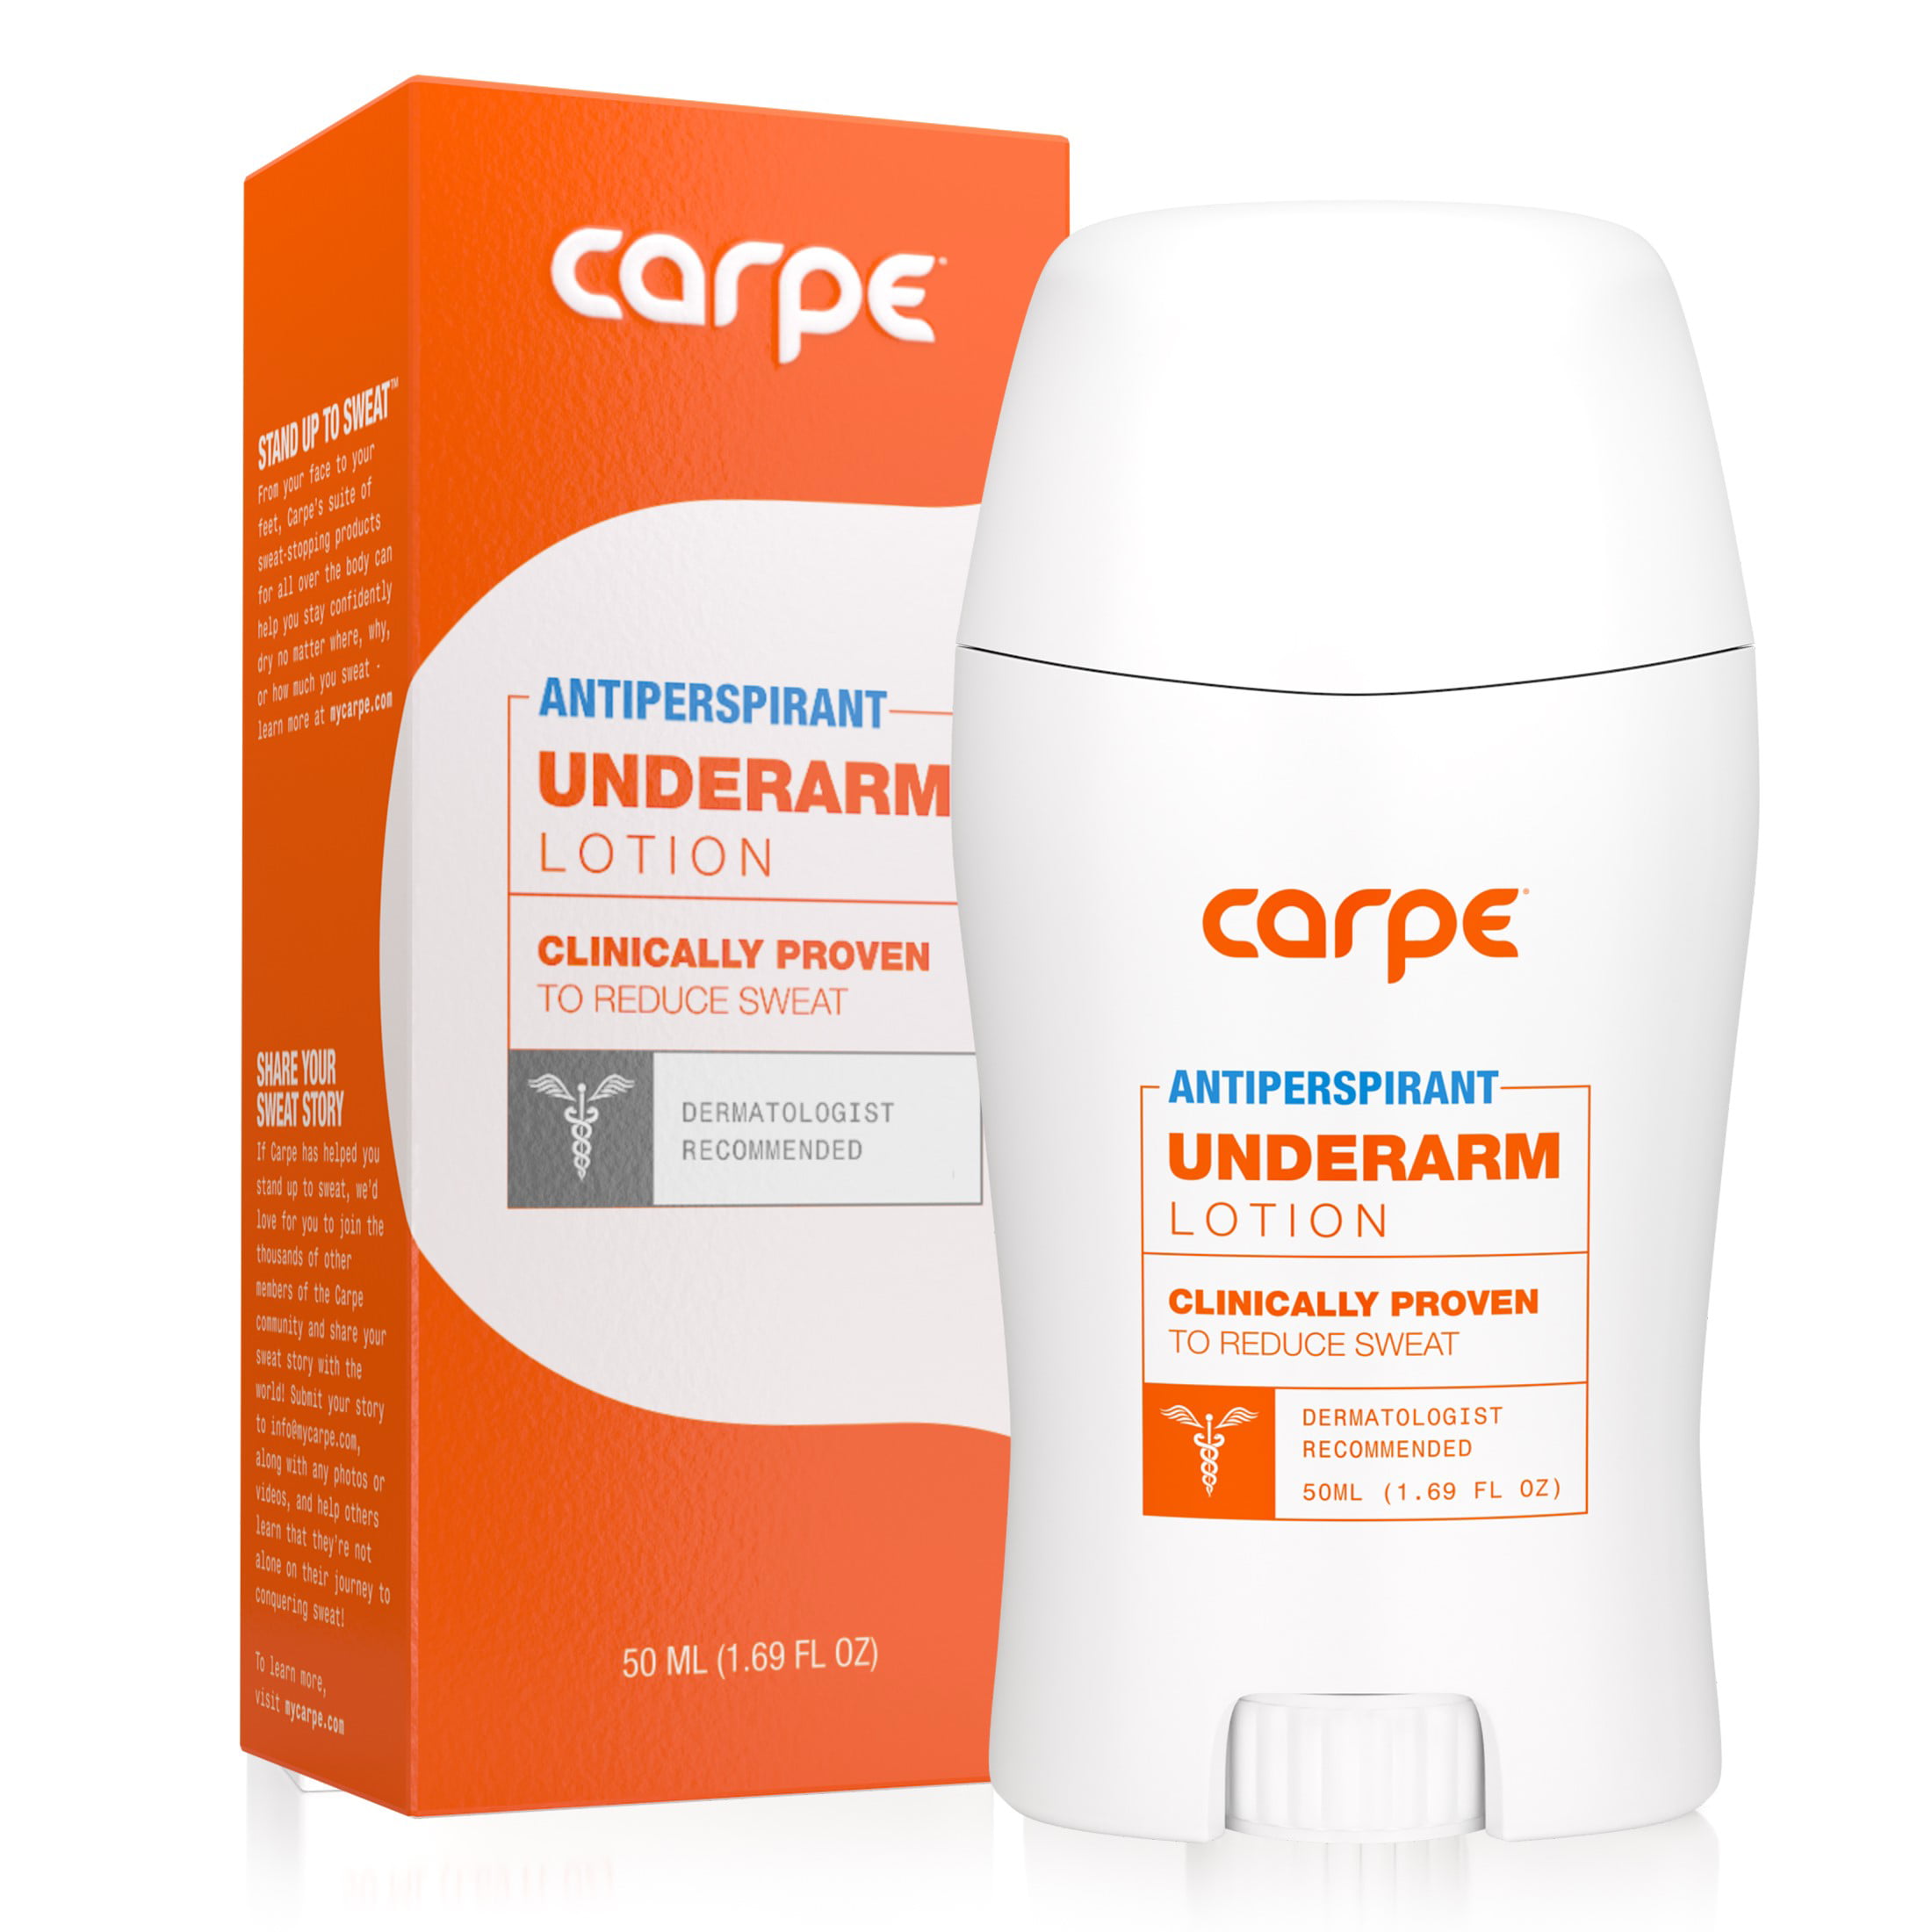 carpe
STAND UP TO SWEAT™
From your face to your
feet, Carpe's suite of
sweat-stopping products
for all over the body can
help you stay confidently
dry no matter where, why,
or how much you sweat -
learn more at mycarpe.com
SHARE YOUR
SWEAT STORY
If Carpe has helped you
stand up to sweat, we'd
love for you to join the
thousands of other
members of the Carpe
community and share your
sweat story with the
world! Submit your story
to info@mycarpe.com,
along with any photos or
videos, and help others
learn that they're not
alone on their journey to
conquering sweat!
To learn more,
visit mycarpe.com
ANTIPERSPIRANT
UNDERARM
LOTION
CLINICALLY PROVEN
TO REDUCE SWEAT
DERMATOLOGIST
RECOMMENDED
50 ML (1.69 FL OZ)
carpe
ANTIPERSPIRANT
UNDERARM
LOTION
CLINICALLY PROVEN
TO REDUCE SWEAT
DERMATOLOGIST
RECOMMENDED
50ML (1.69 FL OZ)